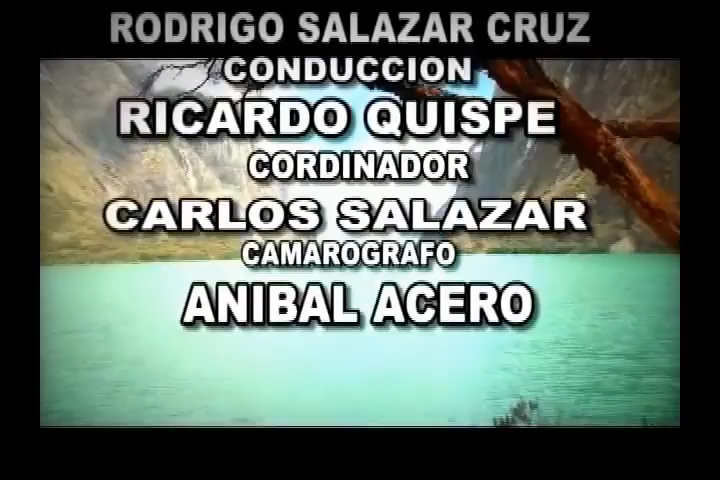 RODRIGO SALAZAR CRUZ
CONDUCCION
RICARDO QUISPE
CORDINADOR
CARLOS SALAZAR
CAMAROGRAFO
ANIBAL ACERO